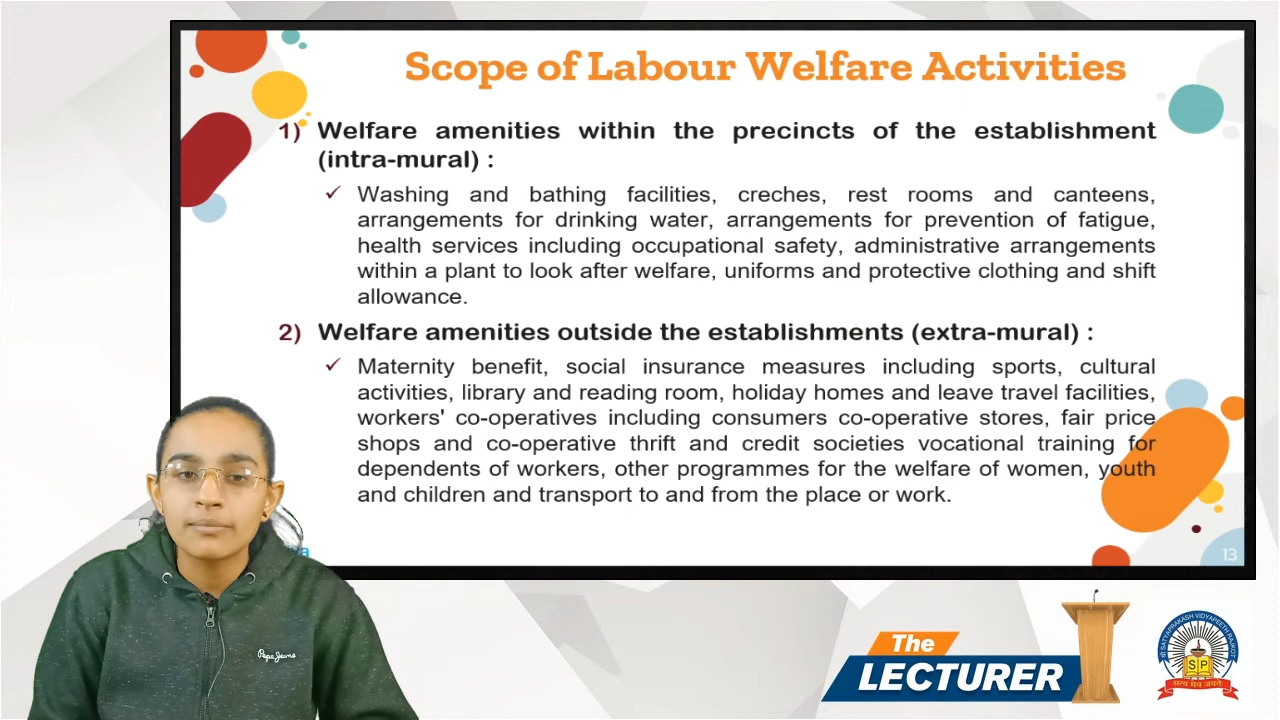 Scope of Labour Welfare Activities
1) Welfare amenities within the precincts of the establishment
(intra-mural) :
✓ Washing and bathing facilities, creches, rest rooms and canteens,
arrangements for drinking water, arrangements for prevention of fatigue,
health services including occupational safety, administrative arrangements
within a plant to look after welfare, uniforms and protective clothing and shift
allowance.
2) Welfare amenities outside the establishments (extra-mural) :
✓ Maternity benefit, social insurance measures including sports, cultural
activities, library and reading room, holiday homes and leave travel facilities,
workers' co-operatives including consumers co-operative stores, fair price
shops and co-operative thrift and credit societies vocational training for
dependents of workers, other programmes for the welfare of women, youth
and children and transport to and from the place or work.
13
Pepe Jeans
The
LECTURER
SHREE SATYAPRAKASH VIDYAPEETH RAJKOT
S P
सत्य मेव जयते